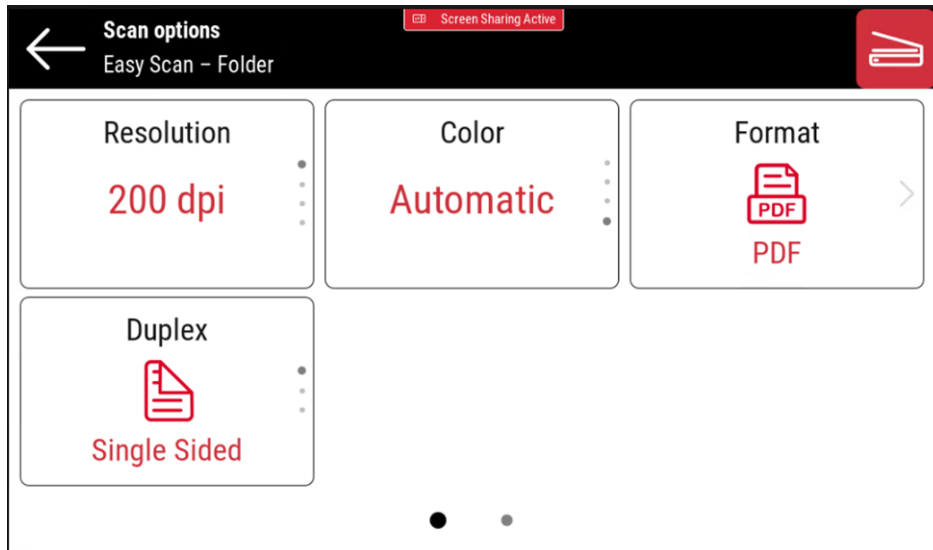 Scan options
Screen Sharing Active
Easy Scan – Folder
Resolution
200 dpi
Color
Automatic
Format
PDF
PDF
Duplex
Single Sided